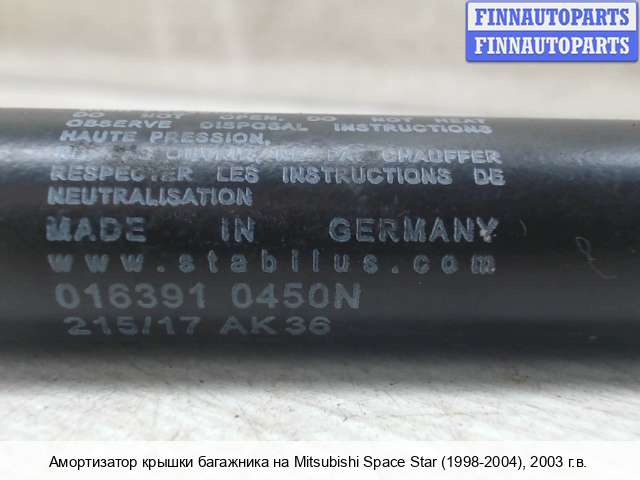 FINNAUTOPARTS
FINNAUTOPARTS
DO NOT OPEN. DO NOT HEAT
OBSERVE DISPOSAL INSTRUCTIONS
HAUTE PRESSION,
CHAUFFER
RESPECTER LES INSTRUCTIONS DE
NEUTRALISATION
MADE IN GERMANY
www.stabilus.com
016391 0450N
215/17 AK36
Амортизатор крышки багажника на Mitsubishi Space Star (1998-2004), 2003 г.в.